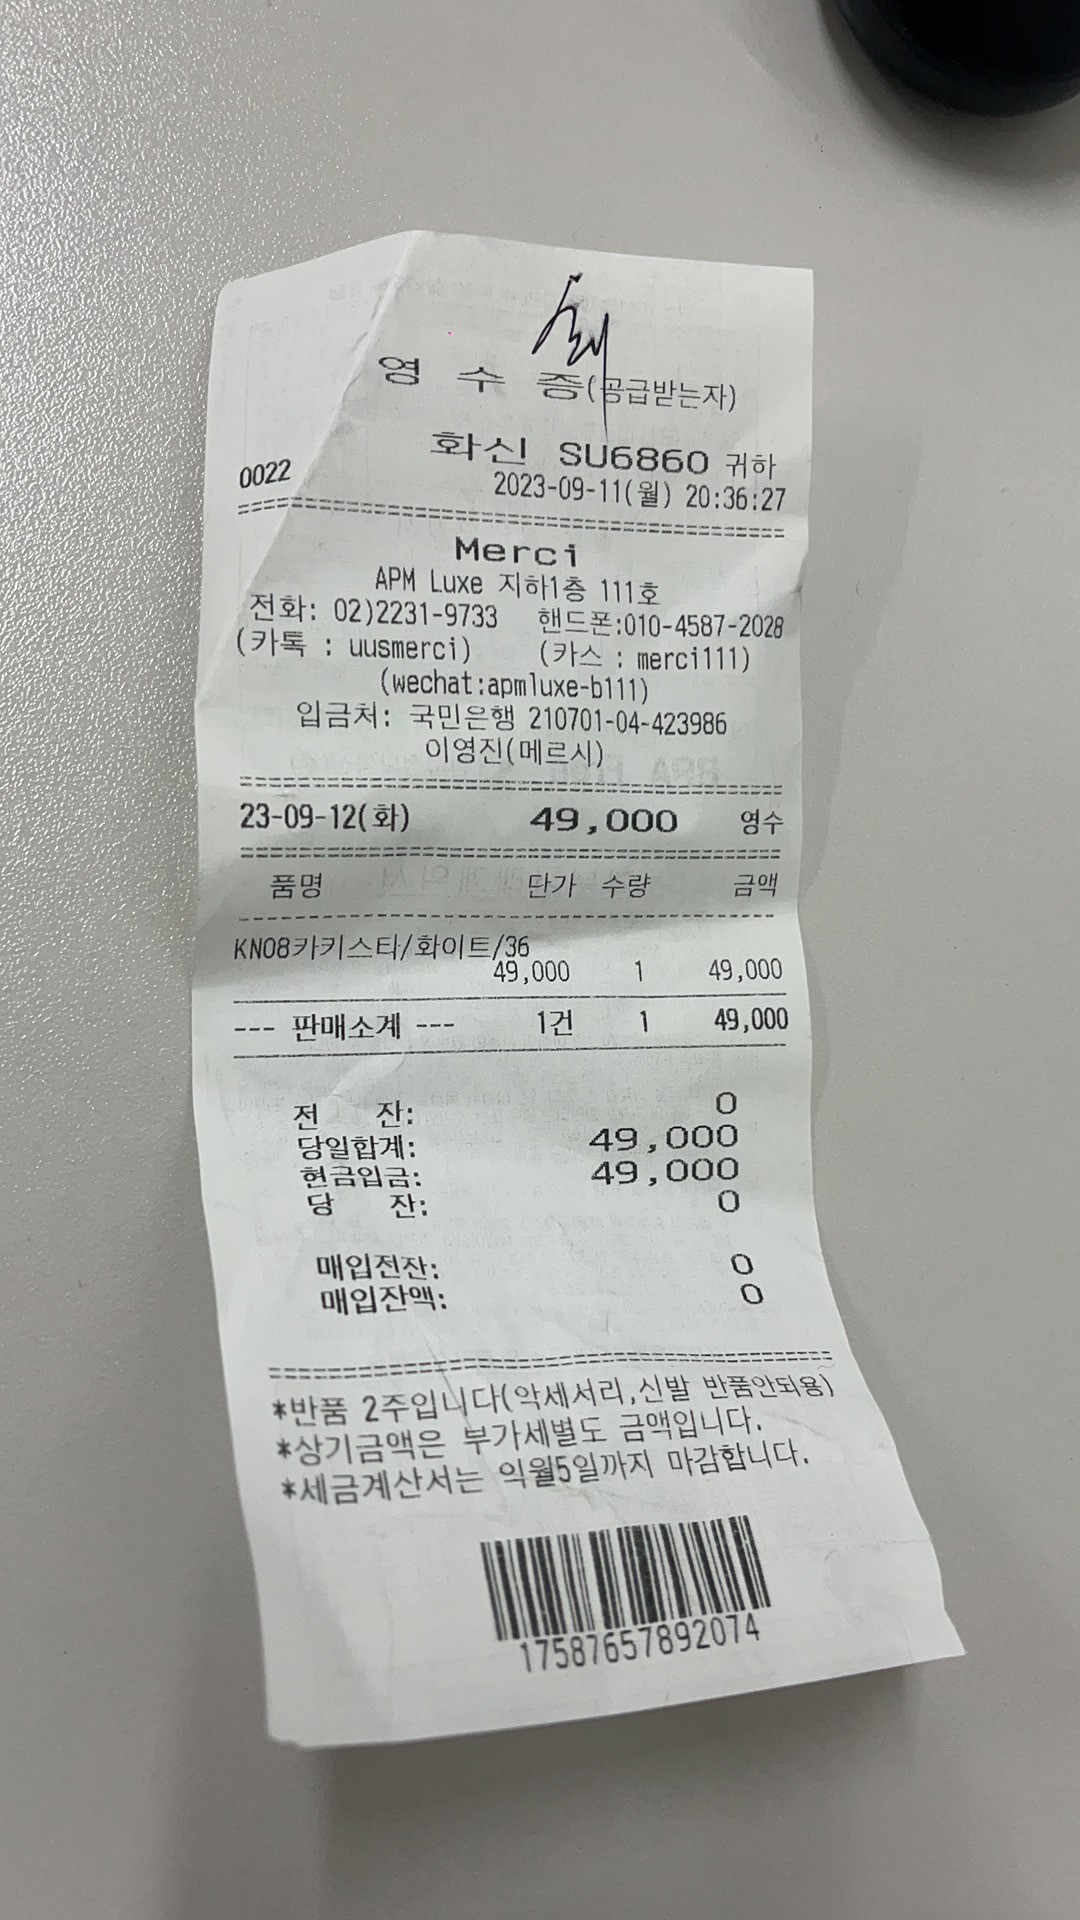 영 수 증(공급받는자)
화신 SU6860 귀하
0022 2023-09-11(월) 20:36:27
Merci
APM Luxe 지하1층 111호
전화: 02)2231-9733 핸드폰:010-4587-2028
(카톡 : uusmerci) (카스 : merci111)
(wechat:apmluxe-b111)
입금처: 국민은행 210701-04-423986
이영진(메르시)
23-09-12(화) 49,000 영수
품명 단가 수량 금액
KN08카키스타/화이트/36
49,000 1 49,000
--- 판매소계 --- 1건 1 49,000
전 잔: 0
당일합계: 49,000
현금입금: 49,000
당 잔: 0
매입전잔: 0
매입잔액: 0
*반품 2주입니다(악세서리,신발 반품안되용)
*상기금액은 부가세별도 금액입니다.
*세금계산서는 익월5일까지 마감합니다.
17587657892074